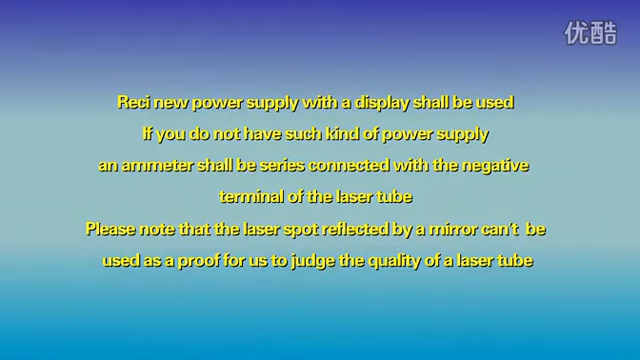 优酷
Reci new power supply with a display shall be used
If you do not have such kind of power supply
an ammeter shall be series connected with the negative
terminal of the laser tube
Please note that the laser spot reflected by a mirror can't be
used as a proof for us to judge the quality of a laser tube